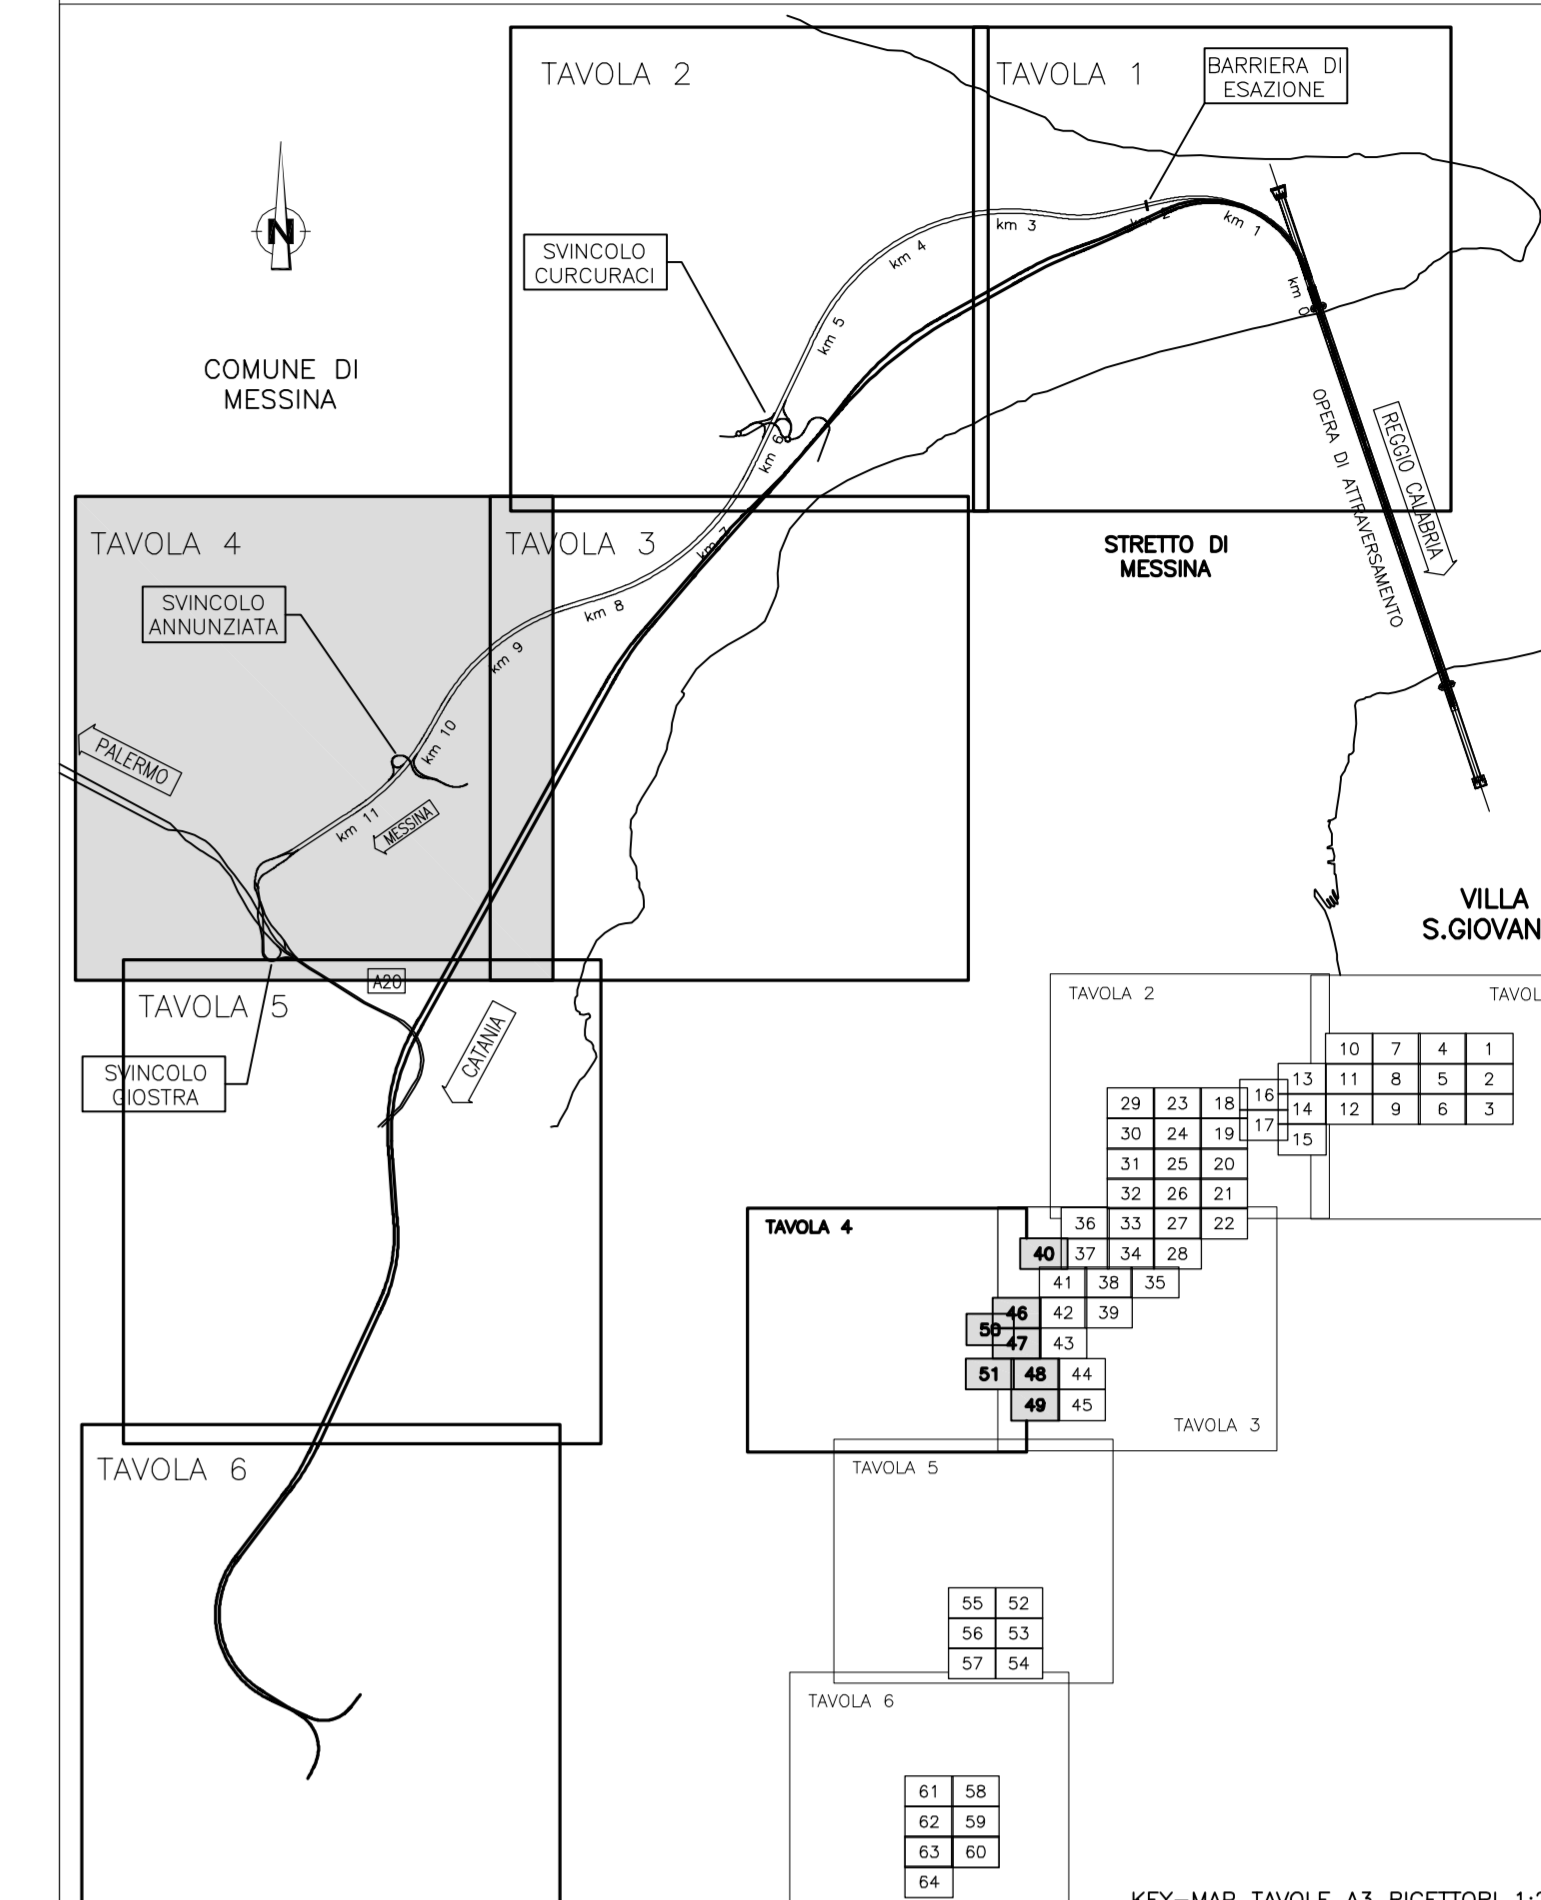 TAVOLA 2
TAVOLA 1
BARRIERA DI
ESAZIONE
N
SVINCOLO
CURCURACI
COMUNE DI
MESSINA
km 0
km 1
km 2
km 3
km 4
km 5
km 6
km 7
km 8
km 9
km 10
km 11
OPERA DI ATTRAVERSAMENTO
REGGIO CALABRIA
STRETTO DI
MESSINA
TAVOLA 4
TAVOLA 3
SVINCOLO
ANNUNZIATA
PALERMO
MESSINA
VILLA
S.GIOVAN
A20
TAVOLA 5
CATANIA
SVINCOLO
GIOSTRA
TAVOLA 6
TAVOLA 2
TAVOL
10 7 4 1
13 11 8 5 2
16 14 12 9 6 3
17 15
29 23 18
30 24 19
31 25 20
32 26 21
36 33 27 22
TAVOLA 4
40 37 34 28
41 38 35
46 42 39
50 47 43
51 48 44
49 45
TAVOLA 3
TAVOLA 5
55 52
56 53
57 54
TAVOLA 6
61 58
62 59
63 60
64
KEY-MAP TAVOLE A3 RICETTORI